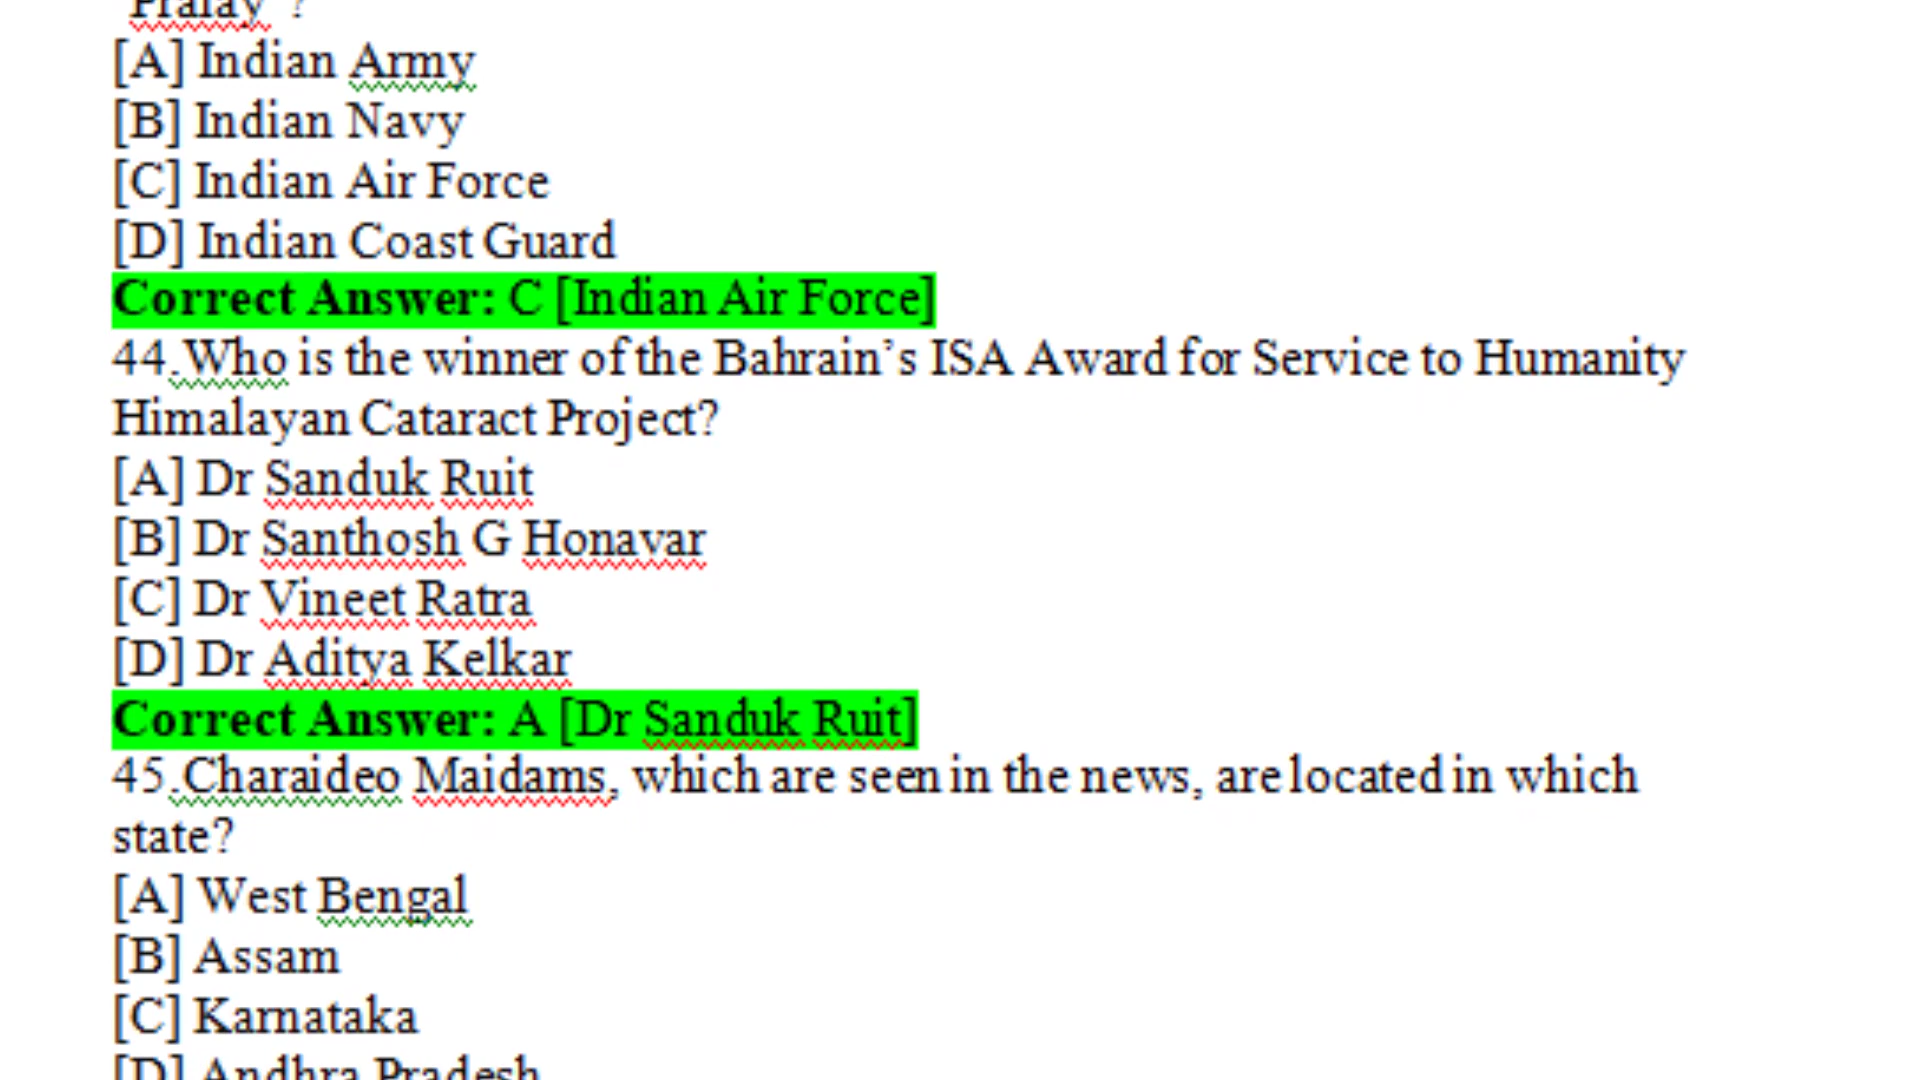 Pralay"?
[A] Indian Army
[B] Indian Navy
[C] Indian Air Force
[D] Indian Coast Guard
Correct Answer: C [Indian Air Force]
44.Who is the winner of the Bahrain’s ISA Award for Service to Humanity
Himalayan Cataract Project?
[A] Dr Sanduk Ruit
[B] Dr Santhosh G Honavar
[C] Dr Vineet Ratra
[D] Dr Aditya Kelkar
Correct Answer: A [Dr Sanduk Ruit]
45.Charaideo Maidams, which are seen in the news, are located in which
state?
[A] West Bengal
[B] Assam
[C] Karnataka
[D] Andhra Pradesh